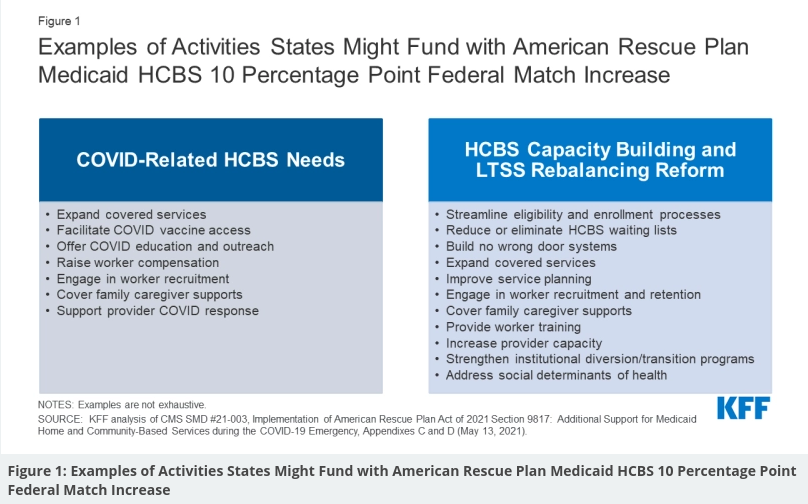 Figure 1
Examples of Activities States Might Fund with American Rescue Plan
Medicaid HCBS 10 Percentage Point Federal Match Increase
COVID-Related HCBS Needs
• Expand covered services
• Facilitate COVID vaccine access
• Offer COVID education and outreach
• Raise worker compensation
• Engage in worker recruitment
• Cover family caregiver supports
• Support provider COVID response
HCBS Capacity Building and
LTSS Rebalancing Reform
• Streamline eligibility and enrollment processes
• Reduce or eliminate HCBS waiting lists
• Build no wrong door systems
• Expand covered services
• Improve service planning
• Engage in worker recruitment and retention
• Cover family caregiver supports
• Provide worker training
• Increase provider capacity
• Strengthen institutional diversion/transition programs
• Address social determinants of health
NOTES: Examples are not exhaustive.
SOURCE: KFF analysis of CMS SMD #21-003, Implementation of American Rescue Plan Act of 2021 Section 9817: Additional Support for Medicaid
Home and Community-Based Services during the COVID-19 Emergency, Appendixes C and D (May 13, 2021).
KFF
Figure 1: Examples of Activities States Might Fund with American Rescue Plan Medicaid HCBS 10 Percentage Point
Federal Match Increase